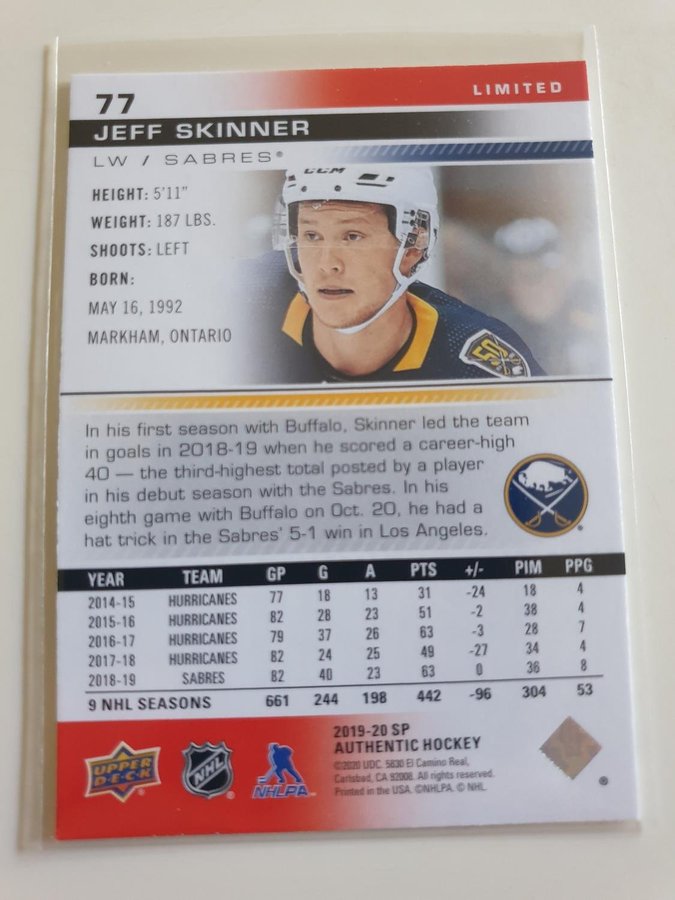 77
LIMITED
JEFF SKINNER
LW / SABRES®
CCM
HEIGHT: 5'11"
WEIGHT: 187 LBS.
SHOOTS: LEFT
BORN:
MAY 16, 1992
MARKHAM, ONTARIO
50
In his first season with Buffalo, Skinner led the team
in goals in 2018-19 when he scored a career-high
40 — the third-highest total posted by a player
in his debut season with the Sabres. In his
eighth game with Buffalo on Oct. 20, he had a
hat trick in the Sabres' 5-1 win in Los Angeles.
YEAR TEAM GP G A PTS +/- PIM PPG
2014-15 HURRICANES 77 18 13 31 -24 18 4
2015-16 HURRICANES 82 28 23 51 -2 38 4
2016-17 HURRICANES 79 37 26 63 -3 28 7
2017-18 HURRICANES 82 24 25 49 -27 34 4
2018-19 SABRES 82 40 23 63 0 36 8
9 NHL SEASONS 661 244 198 442 -96 304 53
UPPER DECK
NHL
NHLPA
2019-20 SP
AUTHENTIC HOCKEY
©2020 UDC. 5830 El Camino Real,
Carlsbad, CA 92008. All rights reserved.
Printed in the USA. ©NHLPA. © NHL.